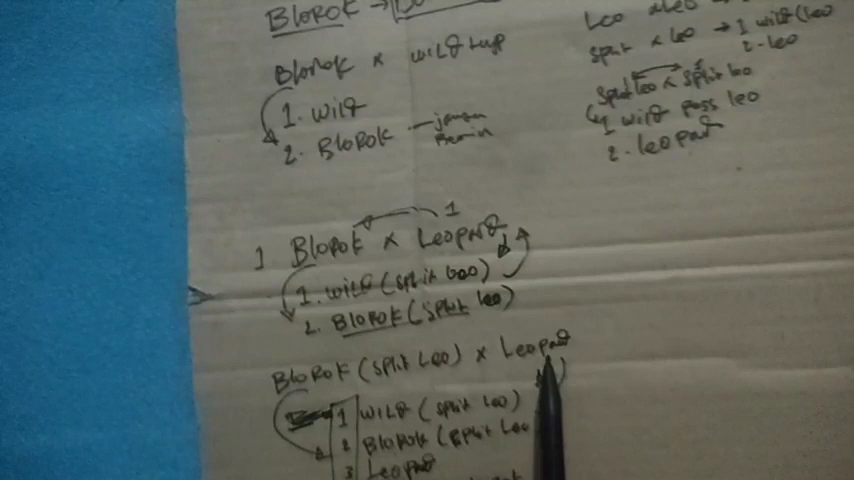 BLOROK →
BLOROK x wild type
1. wild
2. BLOROK — jantan
1
1 BLOROK x Leopard
1. wild (split Leo)
2. BLOROK (split leo)
BLOROK (split Leo) x Leopard
1 wild (split Leo)
2 BLOROK (split Leo
3 Leopard
Leo x Leo →
split x Leo → 1 wild (leo
2. leo
split leo x split leo
1 wild poss leo
2. leopard